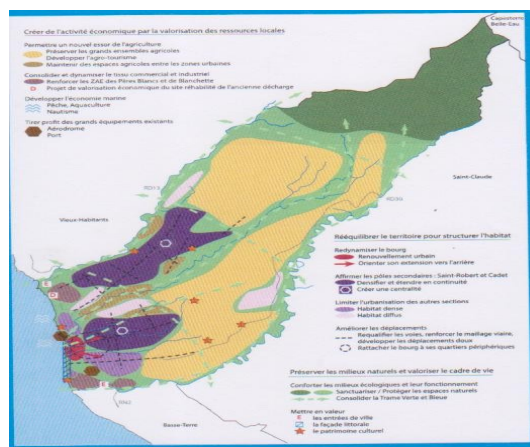 Créer de l'activité économique par la valorisation des ressources locales
Permettre un nouvel essor de l'agriculture
Préserver les grands ensembles agricoles
Développer l'agro-tourisme
Maintenir des espaces agricoles entre les zones urbaines
Consolider et dynamiser le tissu commercial et industriel
Renforcer les ZAE des Pères Blancs et de Blanchette
D Projet de valorisation économique du site réhabilité de l'ancienne décharge
Développer l'économie marine
Pêche, Aquaculture
Nautisme
Tirer profit des grands équipements existants
Aérodrome
Port
Capesterre
Belle-Eau
Saint-Claude
Vieux-Habitants
Basse-Terre
E
D
E
Rééquilibrer le territoire pour structurer l'habitat
Redynamiser le bourg
Renouvellement urbain
Orienter son extension vers l'arrière
Affirmer les pôles secondaires : Saint-Robert et Cadet
Densifier et étendre en continuité
Créer une centralité
Limiter l'urbanisation des autres sections
Habitat dense
Habitat diffus
Améliorer les déplacements
Requalifier les voies, renforcer le maillage viaire,
développer les déplacements doux
Rattacher le bourg à ses quartiers périphériques
Préserver les milieux naturels et valoriser le cadre de vie
Conforter les milieux écologiques et leur fonctionnement
Sanctuariser / Protéger les espaces naturels
Consolider la Trame Verte et Bleue
Mettre en valeur
E les entrées de ville
la façade littorale
le patrimoine culturel